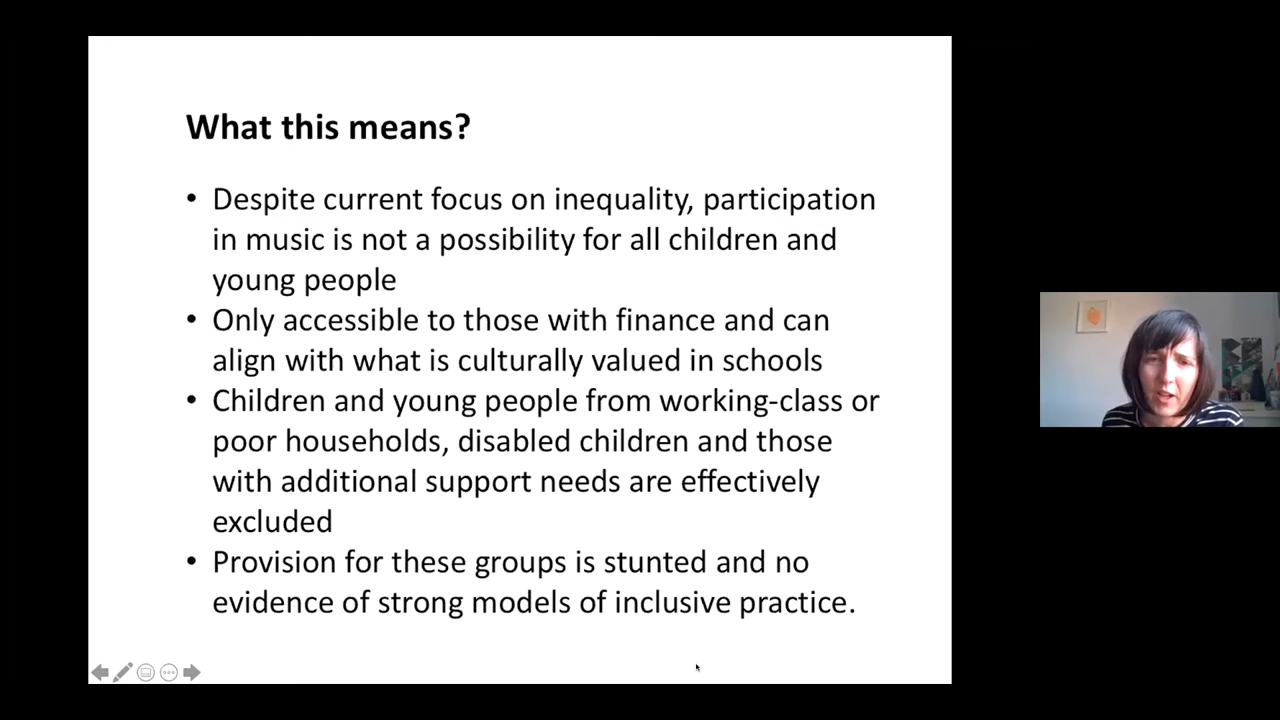 What this means?
• Despite current focus on inequality, participation
in music is not a possibility for all children and
young people
• Only accessible to those with finance and can
align with what is culturally valued in schools
• Children and young people from working-class or
poor households, disabled children and those
with additional support needs are effectively
excluded
• Provision for these groups is stunted and no
evidence of strong models of inclusive practice.